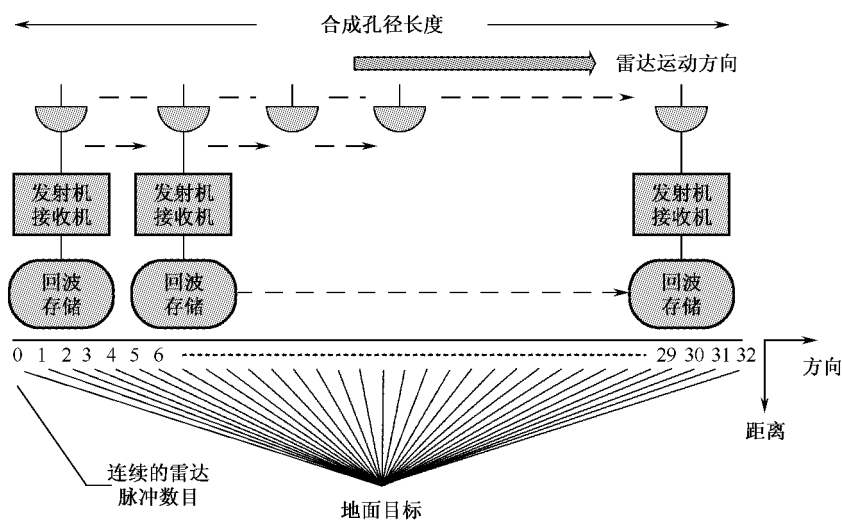 合成孔径长度
雷达运动方向
发射机
接收机
发射机
接收机
发射机
接收机
回波
存储
回波
存储
回波
存储
0 1 2 3 4 5 6 29 30 31 32
方向
距离
连续的雷达
脉冲数目
地面目标